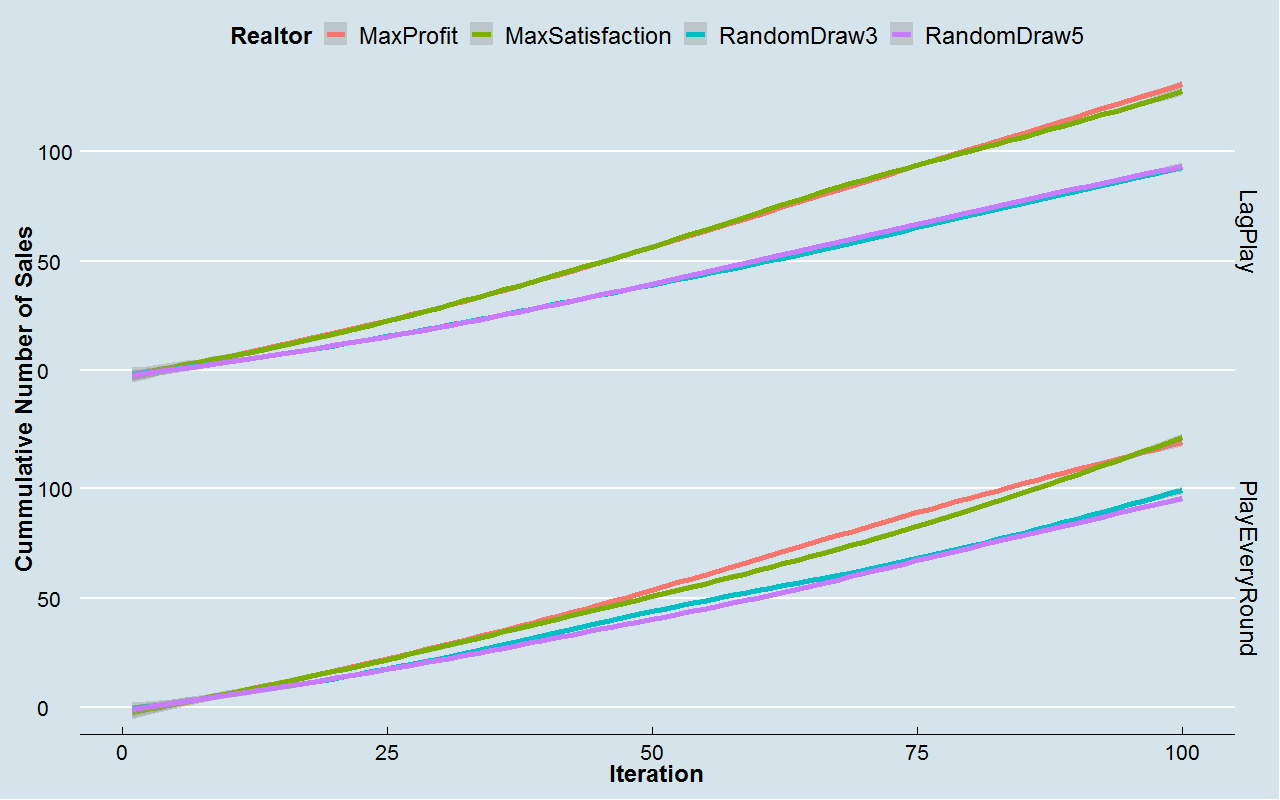 Realtor MaxProfit MaxSatisfaction RandomDraw3 RandomDraw5
Cummulative Number of Sales
100
50
0
LagPlay
100
50
0
PlayEveryRound
0 25 50 75 100
Iteration